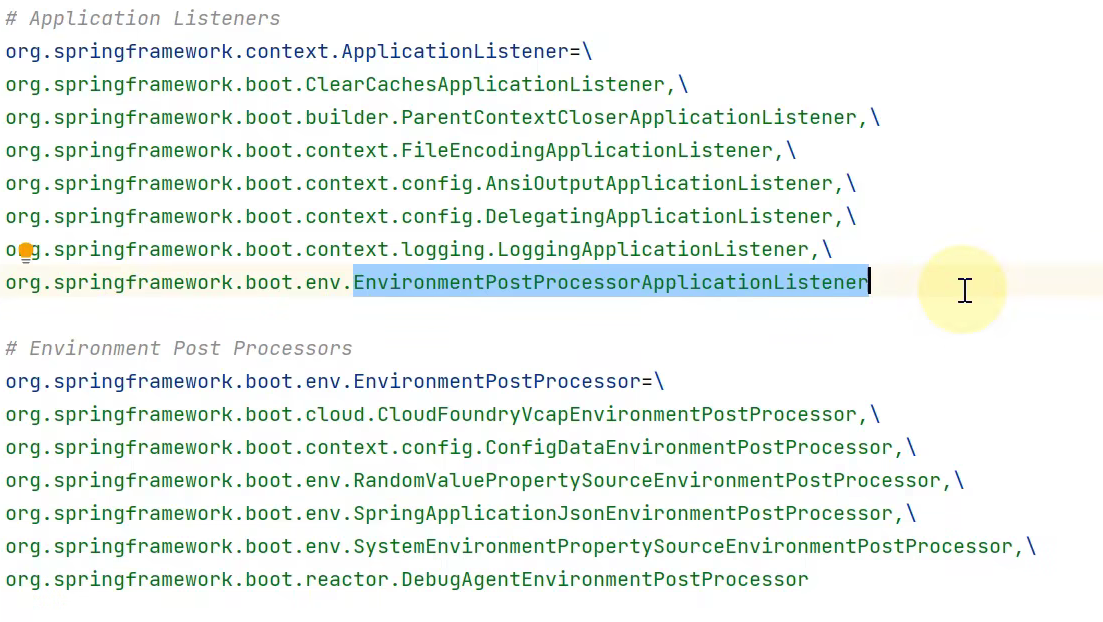 # Application Listeners
org.springframework.context.ApplicationListener=\
org.springframework.boot.ClearCachesApplicationListener,\
org.springframework.boot.builder.ParentContextCloserApplicationListener,\
org.springframework.boot.context.FileEncodingApplicationListener,\
org.springframework.boot.context.config.AnsiOutputApplicationListener,\
org.springframework.boot.context.config.DelegatingApplicationListener,\
org.springframework.boot.context.logging.LoggingApplicationListener,\
org.springframework.boot.env.EnvironmentPostProcessorApplicationListener
# Environment Post Processors
org.springframework.boot.env.EnvironmentPostProcessor=\
org.springframework.boot.cloud.CloudFoundryVcapEnvironmentPostProcessor,\
org.springframework.boot.context.config.ConfigDataEnvironmentPostProcessor,\
org.springframework.boot.env.RandomValuePropertySourceEnvironmentPostProcessor,\
org.springframework.boot.env.SpringApplicationJsonEnvironmentPostProcessor,\
org.springframework.boot.env.SystemEnvironmentPropertySourceEnvironmentPostProcessor,\
org.springframework.boot.reactor.DebugAgentEnvironmentPostProcessor